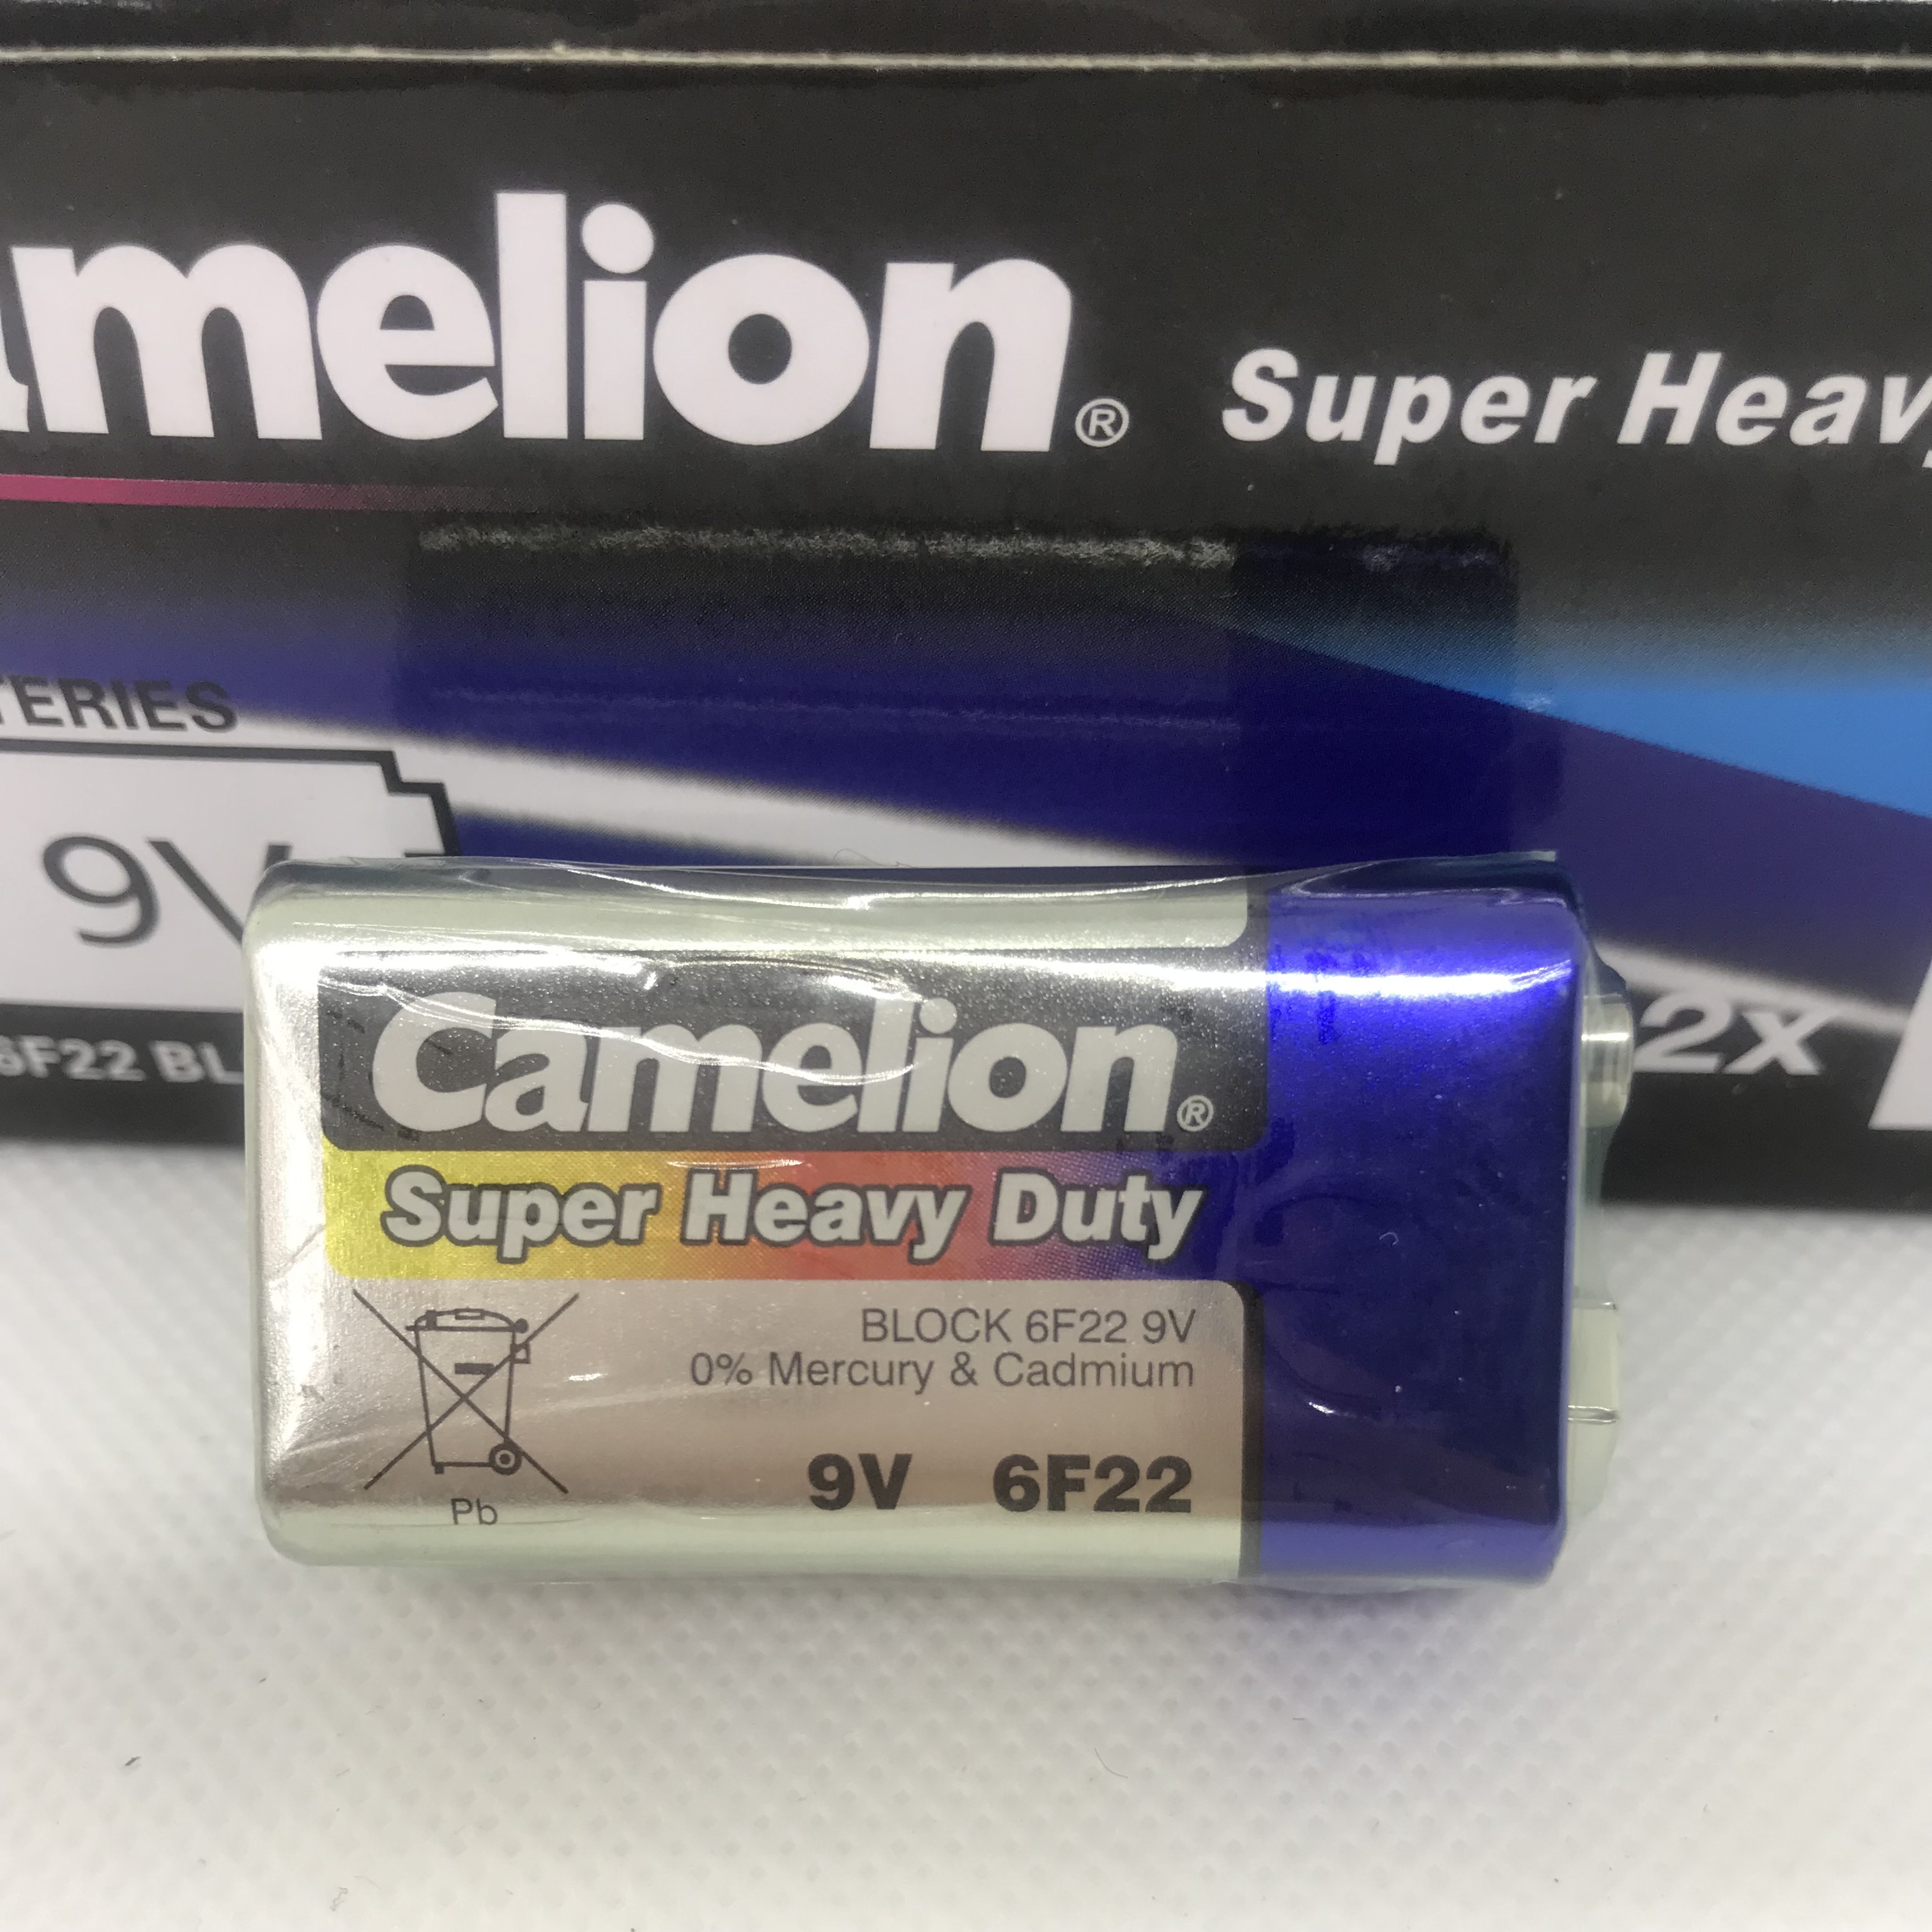 amelion®
Super Heav
TERIES
9V
6F22 BL
2x
Camelion®
Super Heavy Duty
BLOCK 6F22 9V
0% Mercury & Cadmium
9V 6F22
Pb